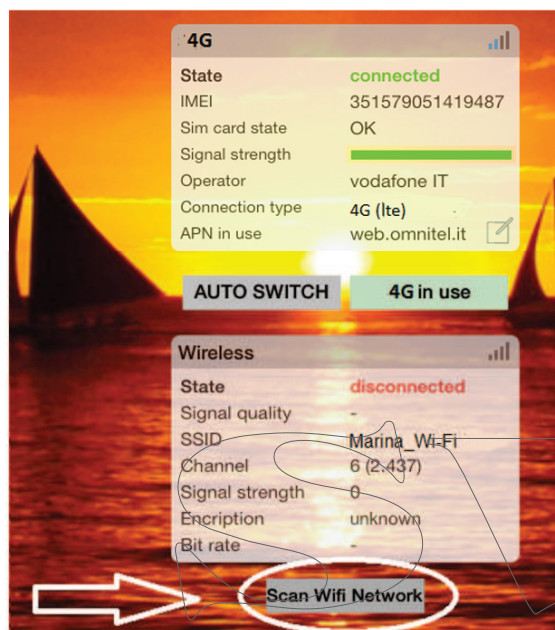 4G
State connected
IMEI 351579051419487
Sim card state OK
Signal strength
Operator vodafone IT
Connection type 4G (lte)
APN in use web.omnitel.it
AUTO SWITCH 4G in use
Wireless
State disconnected
Signal quality -
SSID Marina_Wi-Fi
Channel 6 (2.437)
Signal strength 0
Encription unknown
Bit rate -
Scan Wifi Network